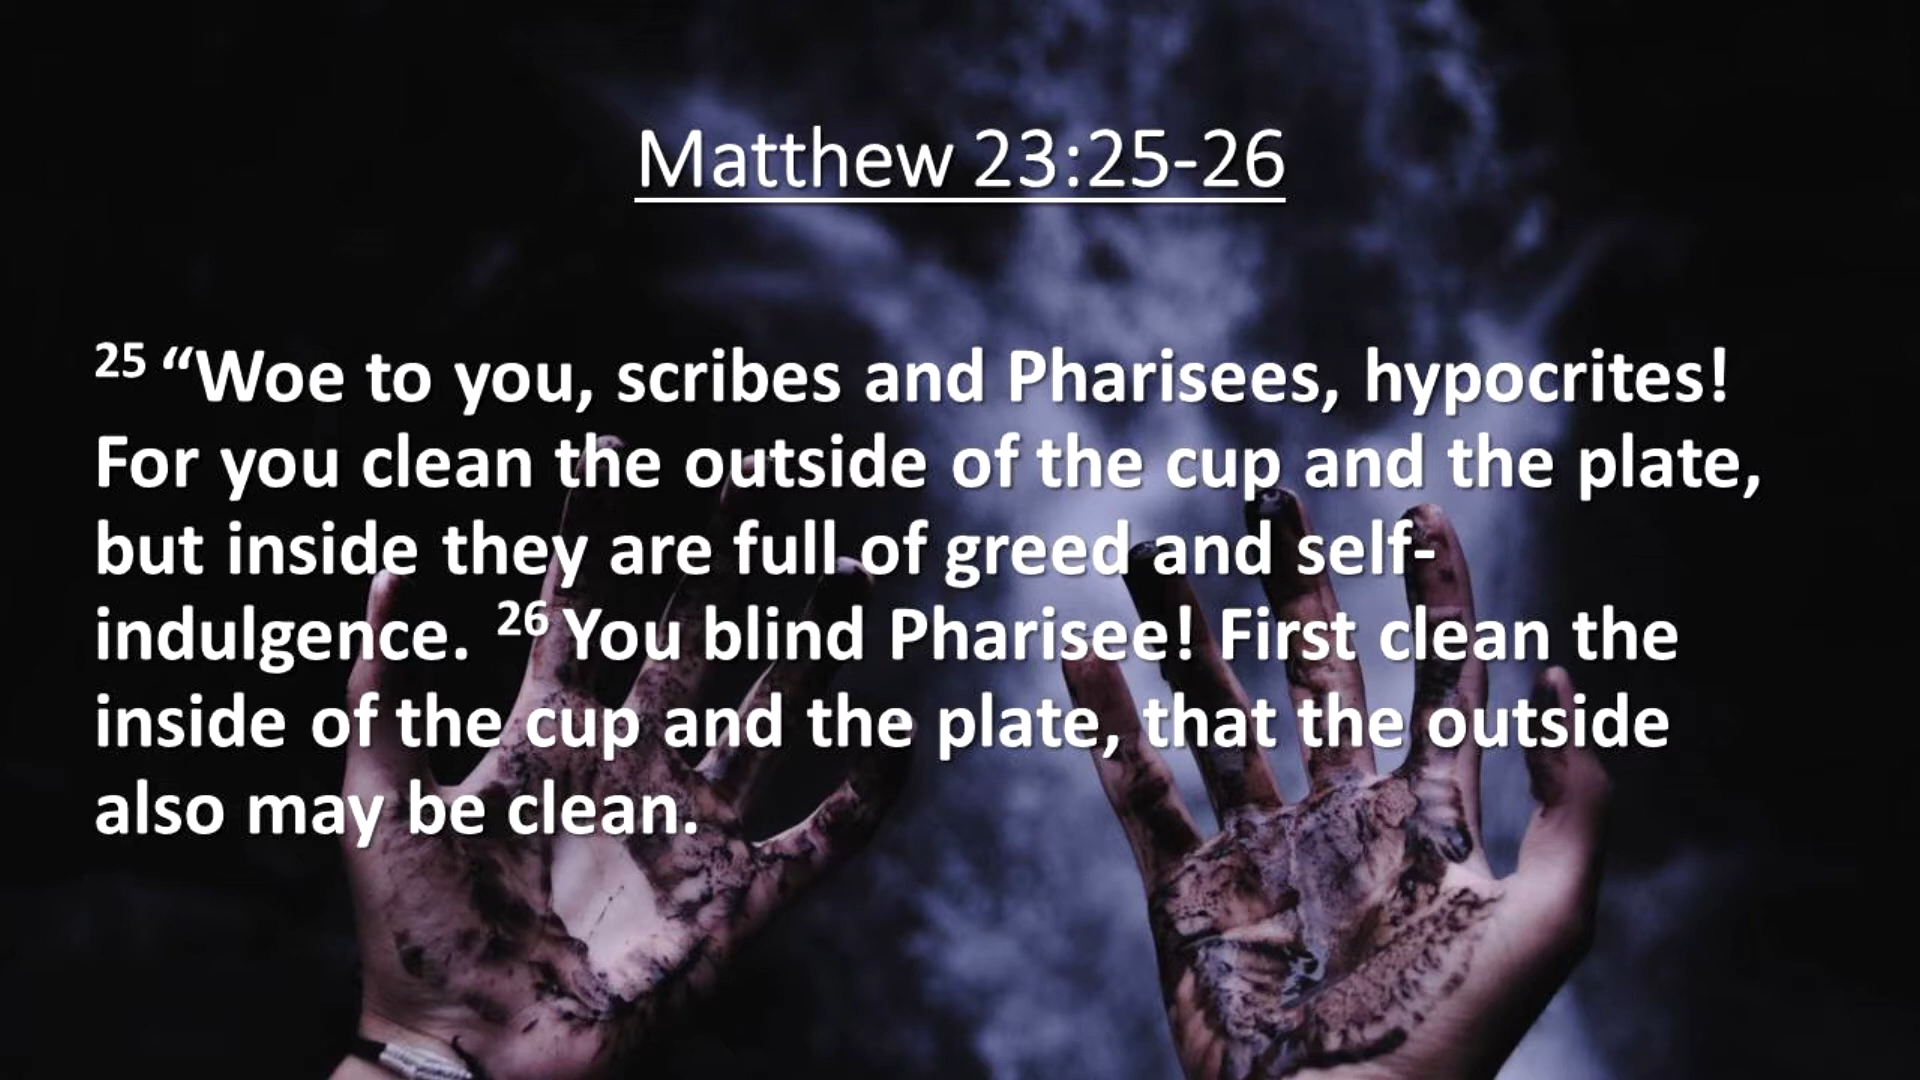 Matthew 23:25-26
25 “Woe to you, scribes and Pharisees, hypocrites!
For you clean the outside of the cup and the plate,
but inside they are full of greed and self-
indulgence. 26 You blind Pharisee! First clean the
inside of the cup and the plate, that the outside
also may be clean.